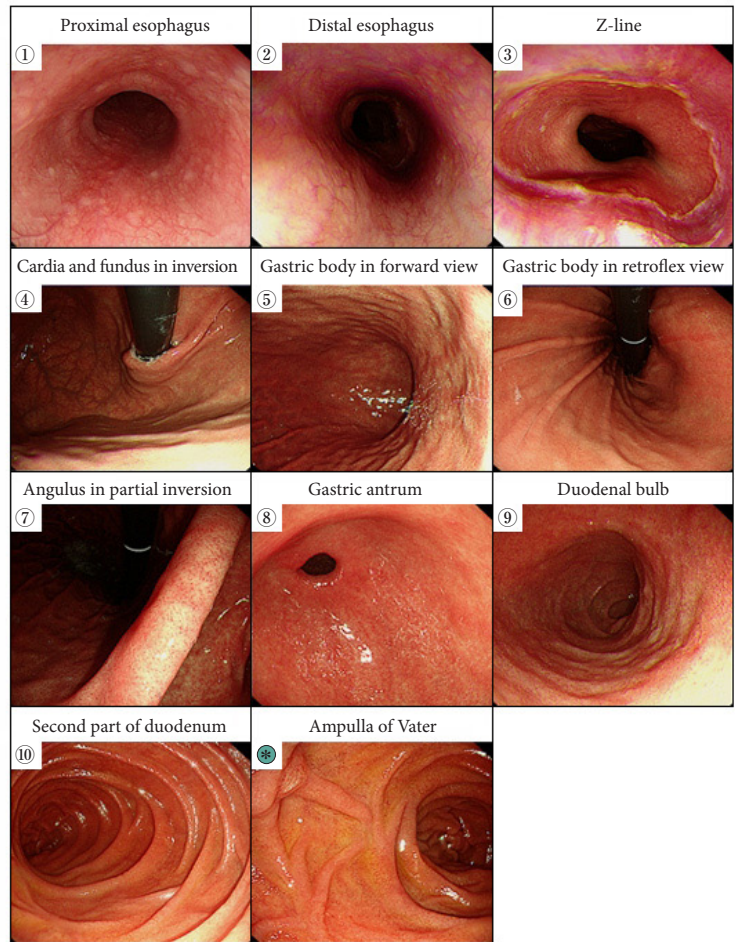 Proximal esophagus
①
Distal esophagus
②
Z-line
③
Cardia and fundus in inversion
④
Gastric body in forward view
⑤
Gastric body in retroflex view
⑥
Angulus in partial inversion
⑦
Gastric antrum
⑧
Duodenal bulb
⑨
Second part of duodenum
⑩
Ampulla of Vater
*